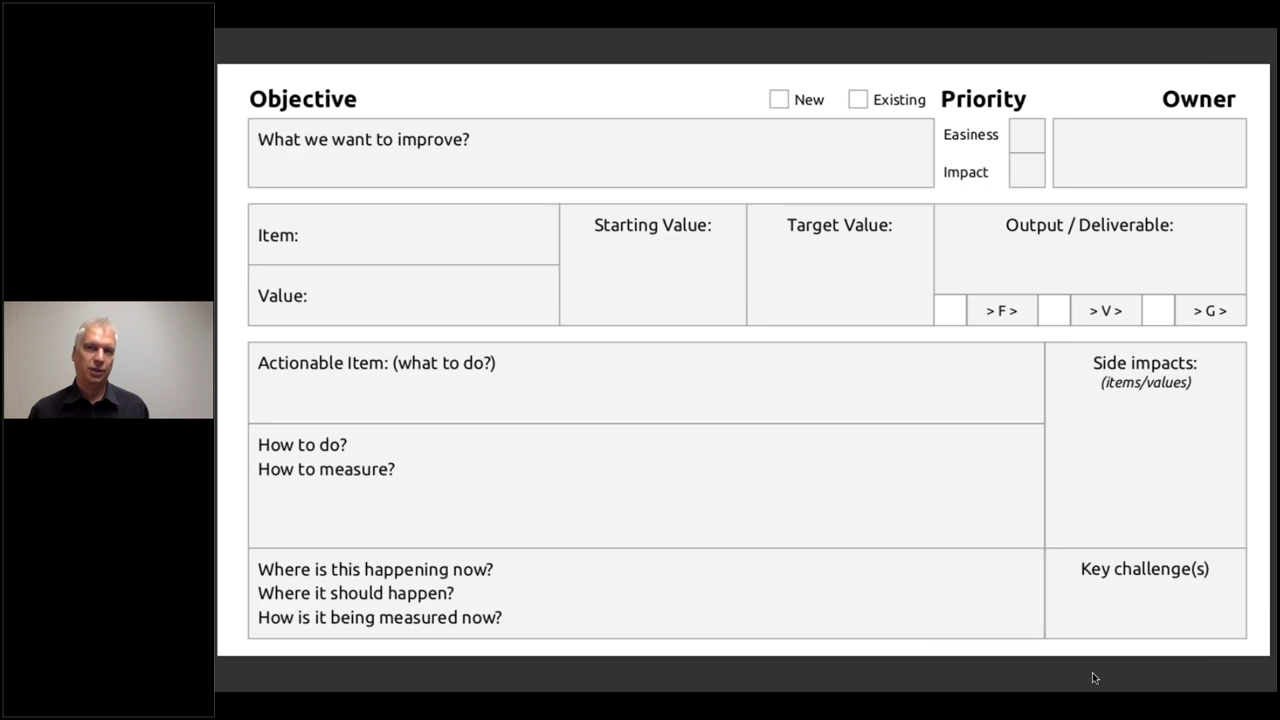 Objective
New
Existing
Priority
Owner
What we want to improve?
Easiness
Impact
Item:
Value:
Starting Value:
Target Value:
Output / Deliverable:
> F >
> V >
> G >
Actionable Item: (what to do?)
Side impacts:
(items/values)
How to do?
How to measure?
Where is this happening now?
Where it should happen?
How is it being measured now?
Key challenge(s)